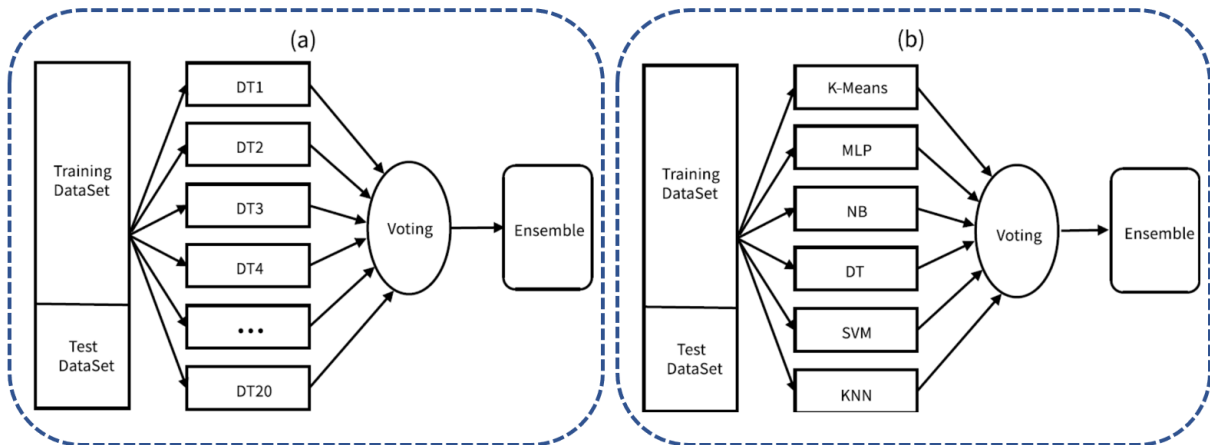 (a)
Training
DataSet
Test
DataSet
DT1
DT2
DT3
DT4
•••
DT20
Voting
Ensemble
(b)
Training
DataSet
Test
DataSet
K-Means
MLP
NB
DT
SVM
KNN
Voting
Ensemble